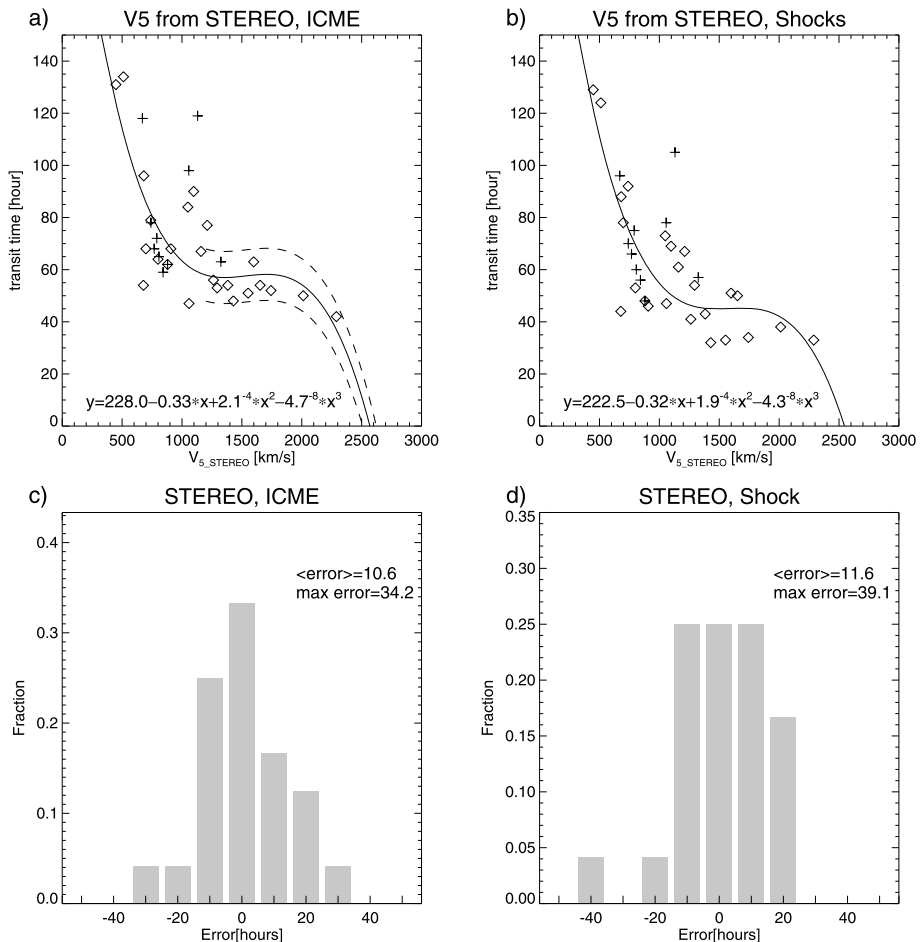 a)
V5 from STEREO, ICME
140
120
100
80
60
40
20
0
transit time [hour]
y=228.0−0.33*x+2.1⁻⁴*x²−4.7⁻⁸*x³
0 500 1000 1500 2000 2500 3000
V5_STEREO [km/s]
b)
V5 from STEREO, Shocks
140
120
100
80
60
40
20
0
transit time [hour]
y=222.5−0.32*x+1.9⁻⁴*x²−4.3⁻⁸*x³
0 500 1000 1500 2000 2500 3000
V5_STEREO [km/s]
c)
STEREO, ICME
0.4
0.3
0.2
0.1
0.0
Fraction
<error>=10.6
max error=34.2
-40 -20 0 20 40
Error[hours]
d)
STEREO, Shock
0.35
0.30
0.25
0.20
0.15
0.10
0.05
0.00
Fraction
<error>=11.6
max error=39.1
-40 -20 0 20 40
Error[hours]